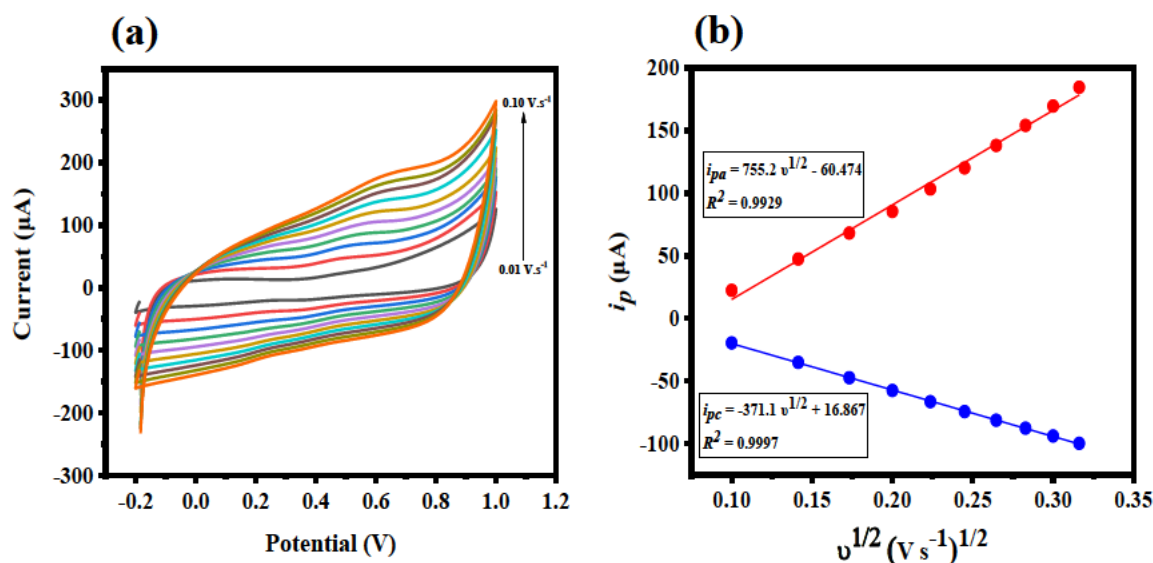 (a)
300
200
100
0
-100
-200
-300
Current (µA)
-0.2 0.0 0.2 0.4 0.6 0.8 1.0 1.2
Potential (V)
0.10 V.s⁻¹
0.01 V.s⁻¹
(b)
200
150
100
50
0
-50
-100
iₚ (µA)
0.10 0.15 0.20 0.25 0.30 0.35
υ^1/2 (V s⁻¹)^1/2
i_pa = 755.2 υ^1/2 - 60.474
R² = 0.9929
i_pc = -371.1 υ^1/2 + 16.867
R² = 0.9997